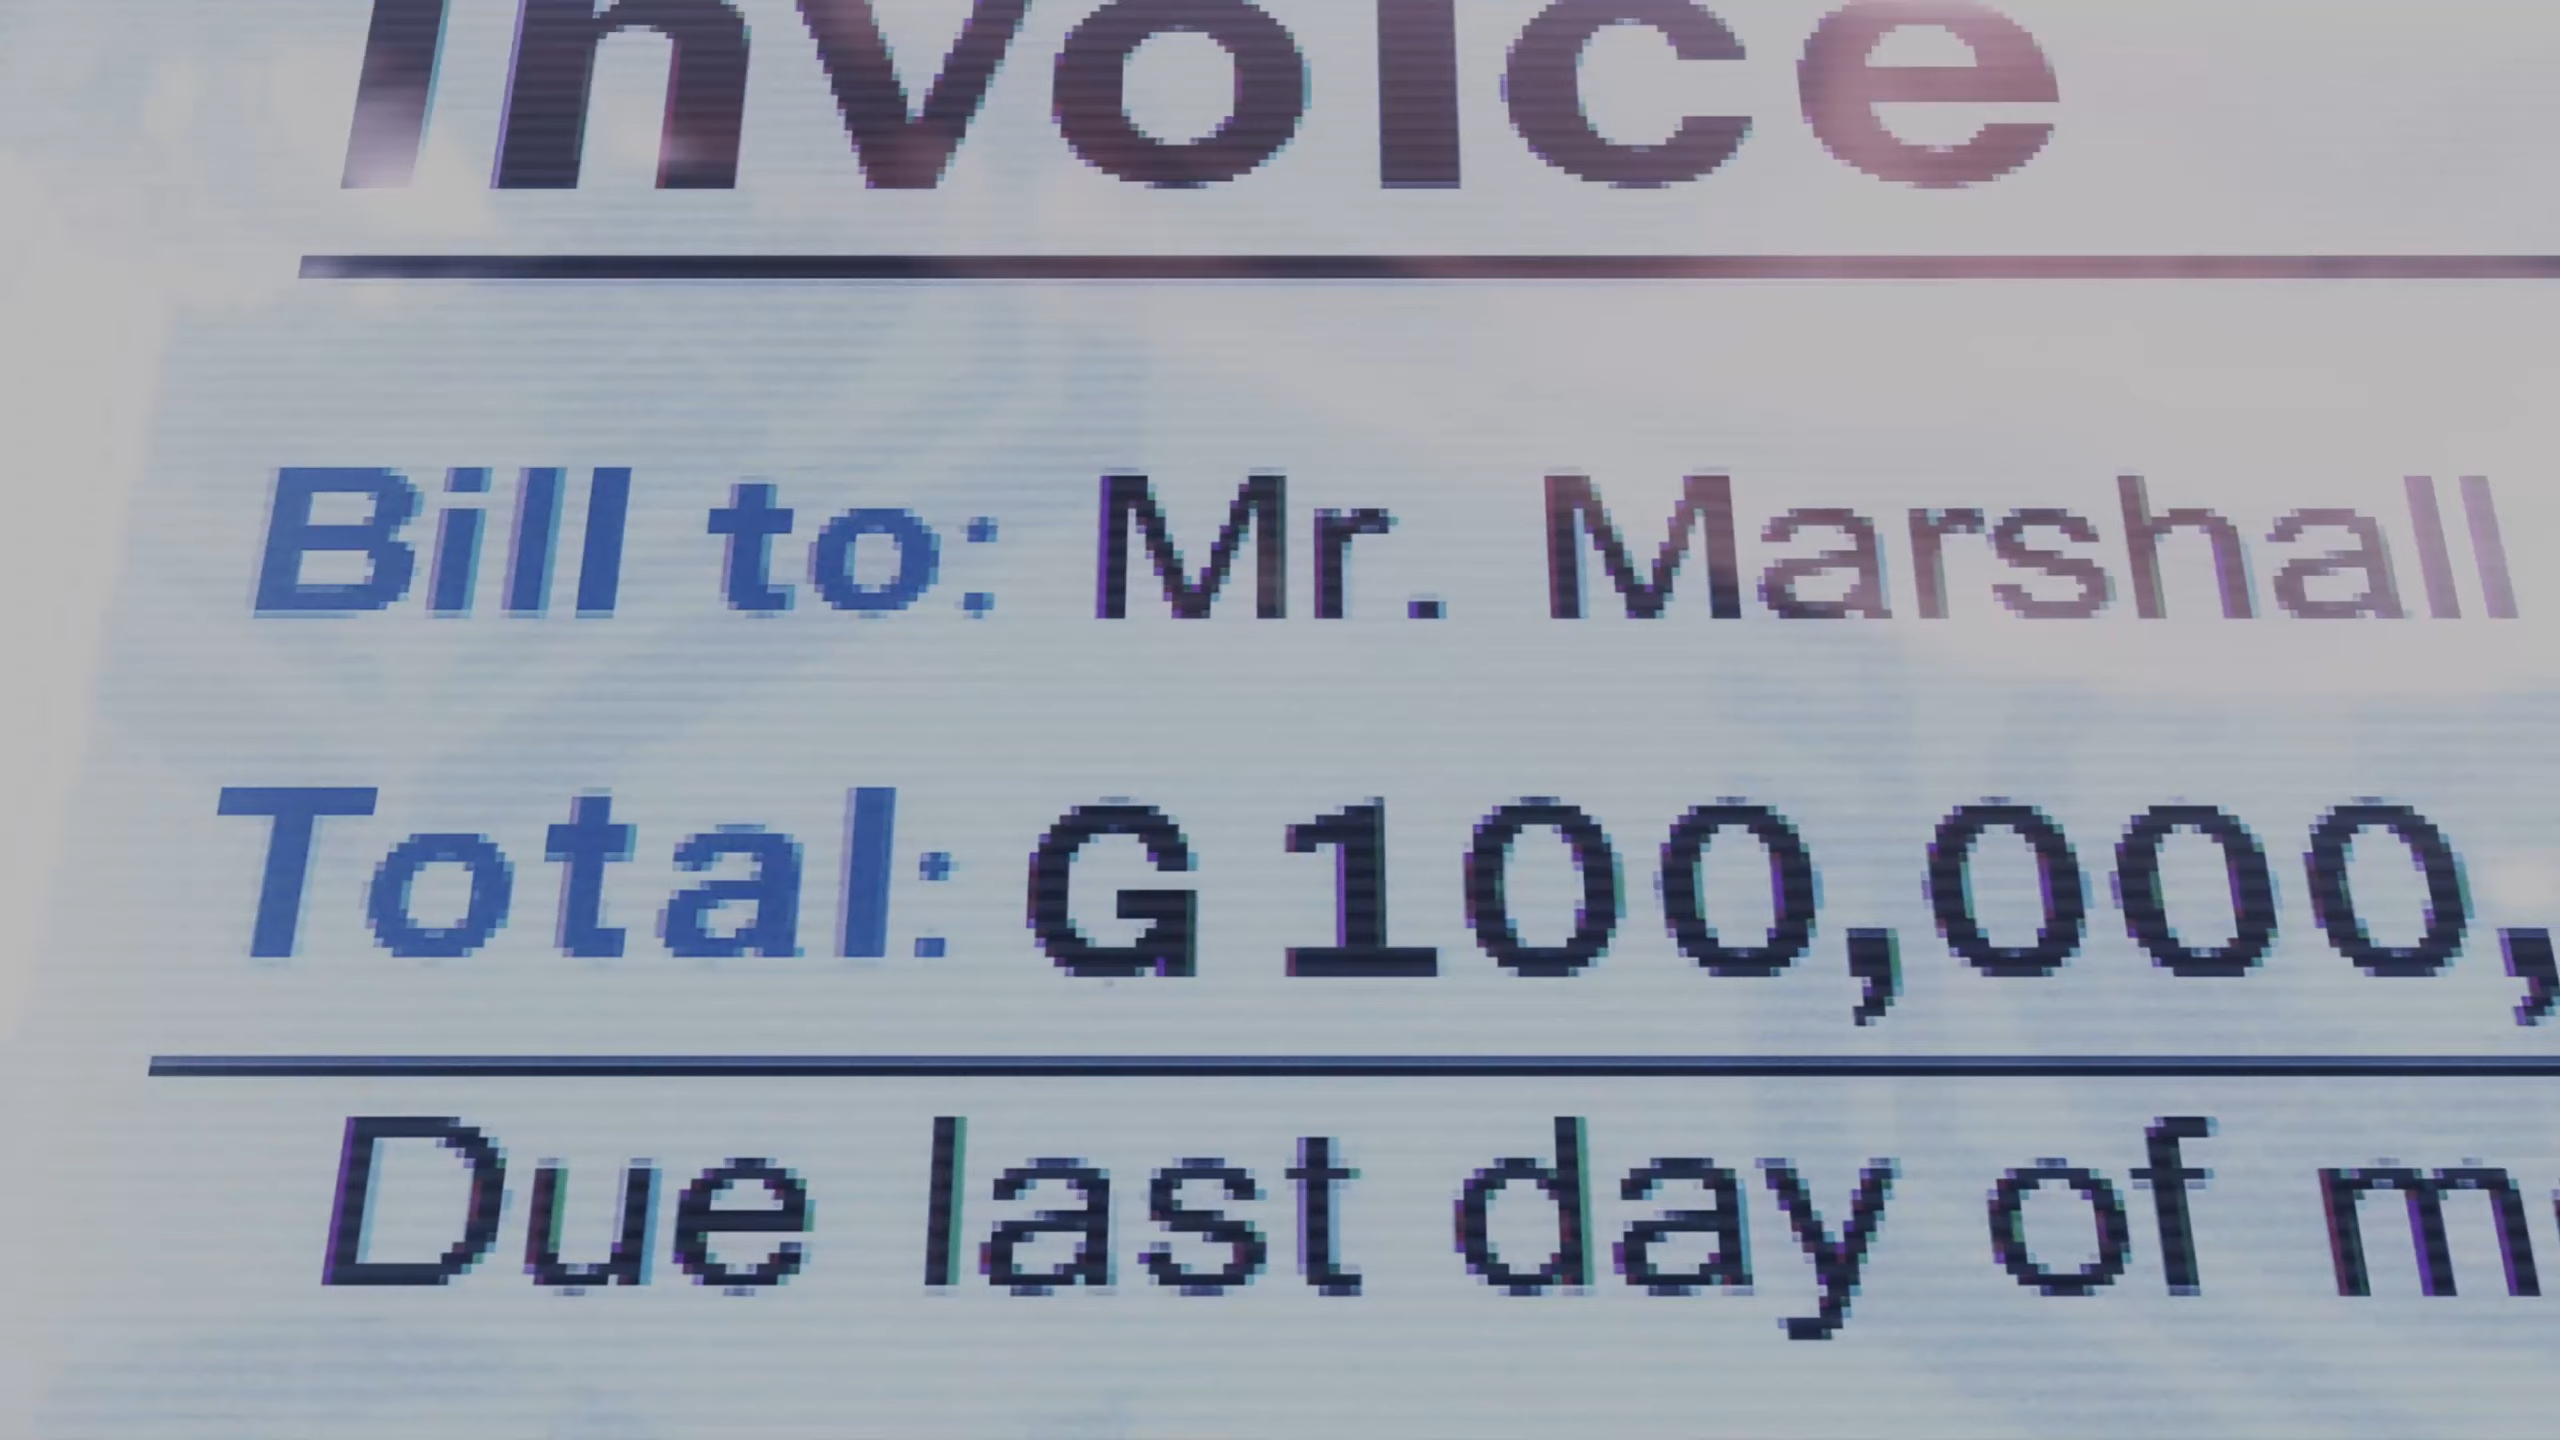 Invoice
Bill to: Mr. Marshall
Total: G 100,000,
Due last day of